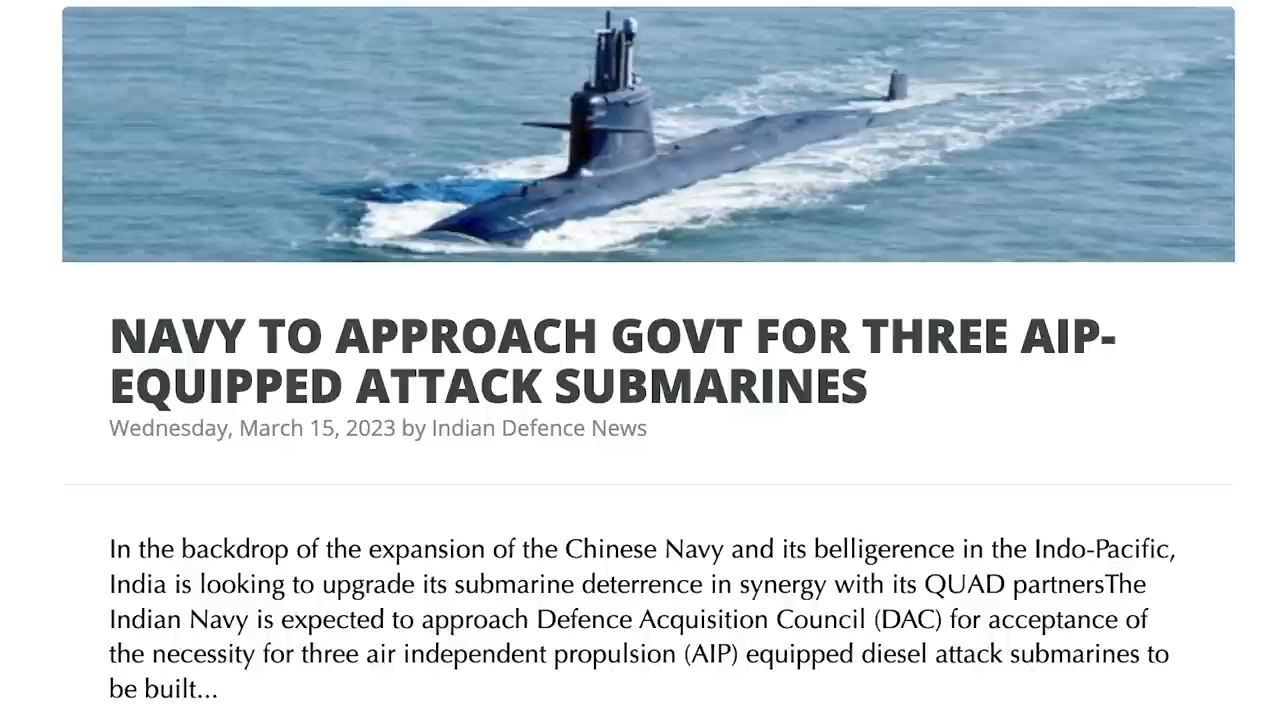 NAVY TO APPROACH GOVT FOR THREE AIP-
EQUIPPED ATTACK SUBMARINES
Wednesday, March 15, 2023 by Indian Defence News
In the backdrop of the expansion of the Chinese Navy and its belligerence in the Indo-Pacific,
India is looking to upgrade its submarine deterrence in synergy with its QUAD partnersThe
Indian Navy is expected to approach Defence Acquisition Council (DAC) for acceptance of
the necessity for three air independent propulsion (AIP) equipped diesel attack submarines to
be built...